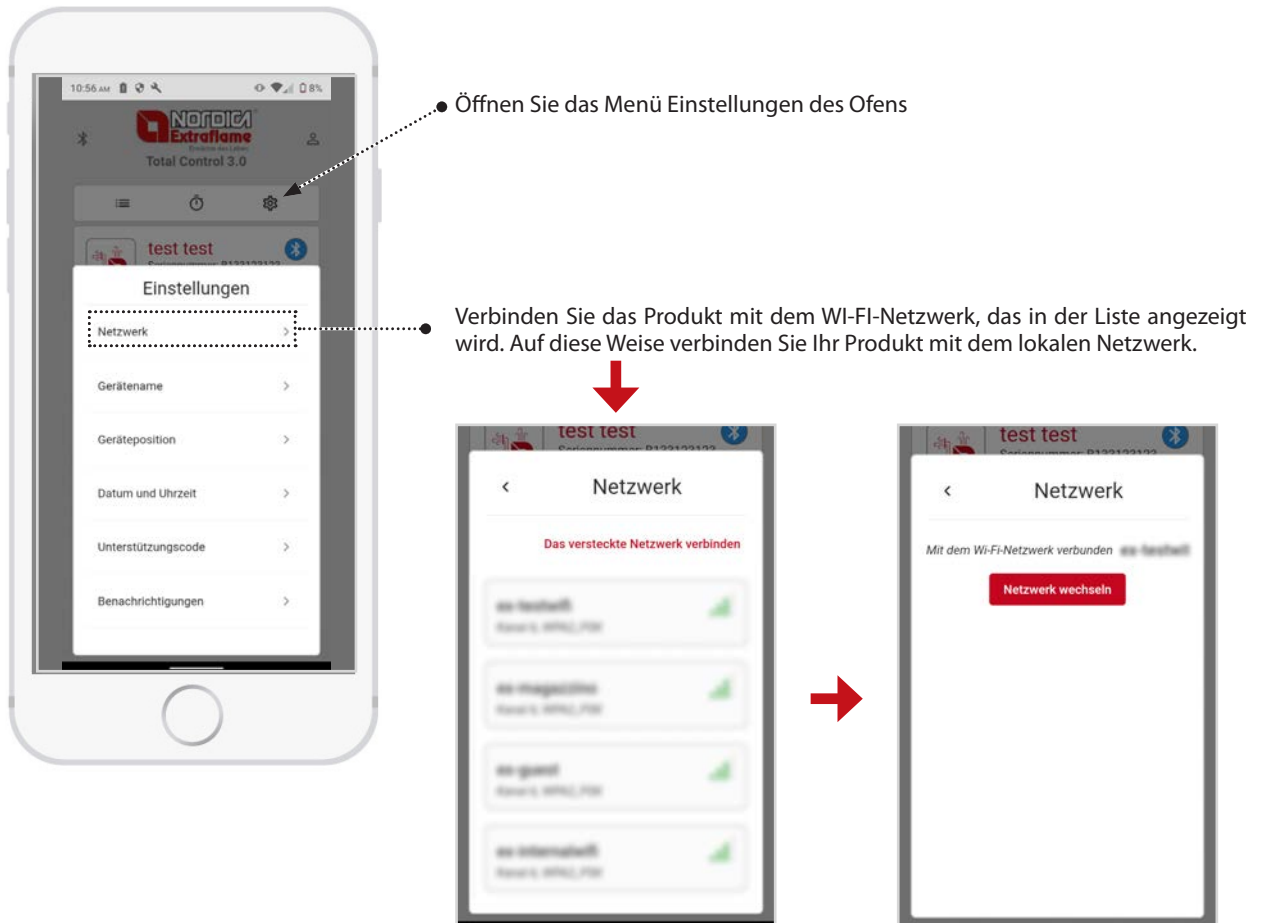 10:56 AM
8%
NORDICA
Extraflame
Total Control 3.0
test test
Einstellungen
Netzwerk
Gerätename
Geräteposition
Datum und Uhrzeit
Unterstützungscode
Benachrichtigungen
Öffnen Sie das Menü Einstellungen des Ofens
Verbinden Sie das Produkt mit dem WI-FI-Netzwerk, das in der Liste angezeigt
wird. Auf diese Weise verbinden Sie Ihr Produkt mit dem lokalen Netzwerk.
test test
Netzwerk
Das versteckte Netzwerk verbinden
test test
Netzwerk
Mit dem Wi-Fi-Netzwerk verbunden
Netzwerk wechseln